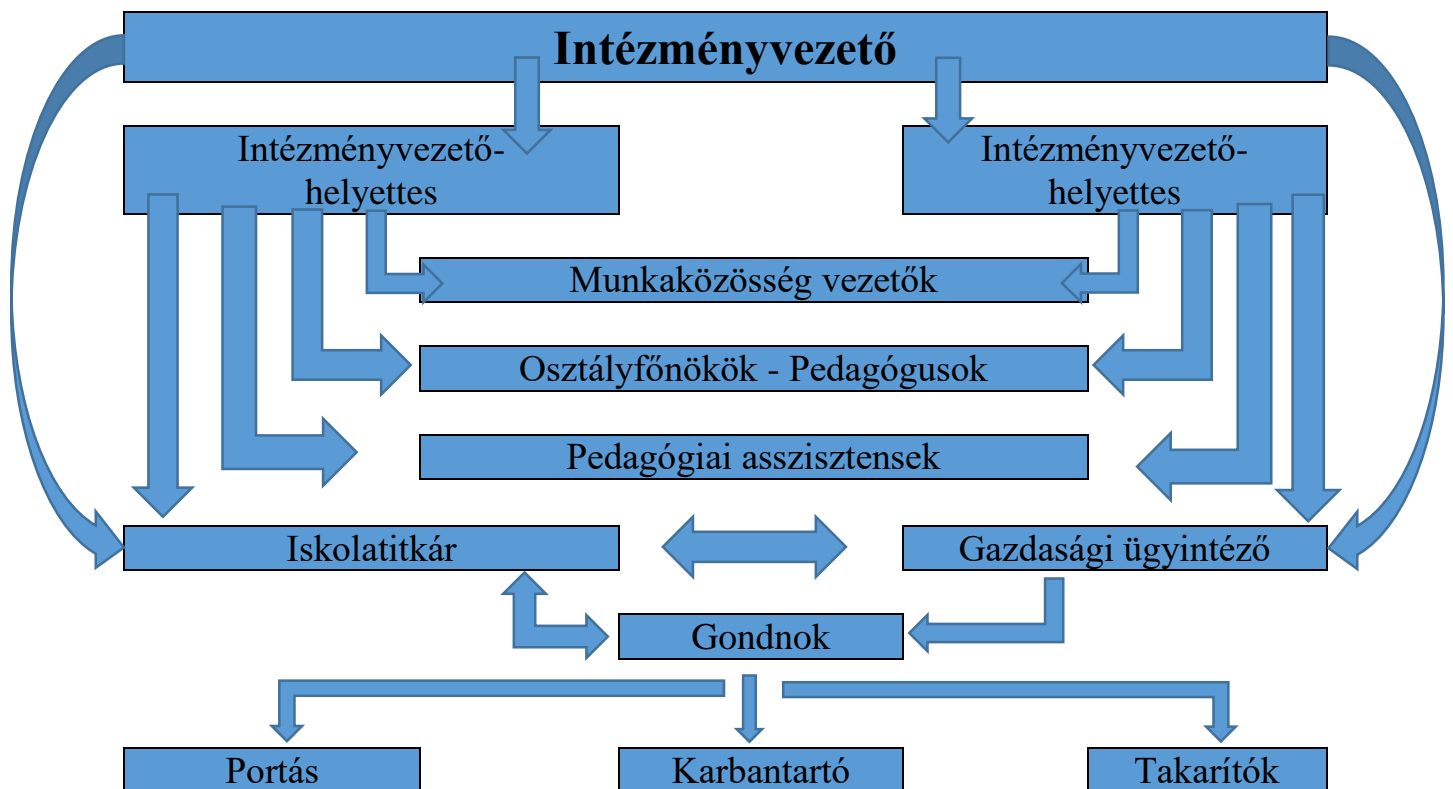 Intézményvezető
Intézményvezető-
helyettes
Intézményvezető-
helyettes
Munkaközösség vezetők
Osztályfőnökök - Pedagógusok
Pedagógiai asszisztensek
Iskolatitkár
Gazdasági ügyintéző
Gondnok
Portás
Karbantartó
Takarítók